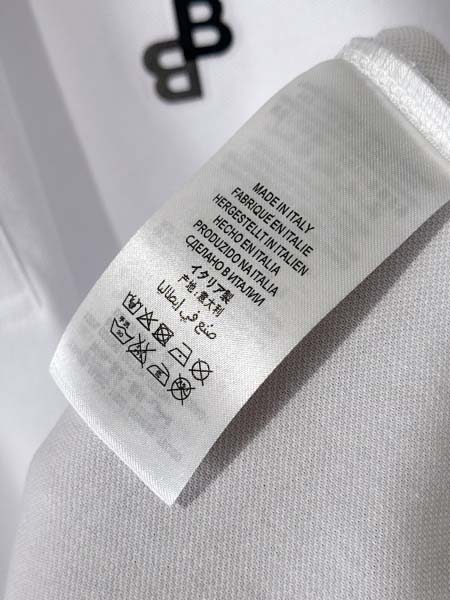 B
B
MADE IN ITALY
FABRIQUE EN ITALIE
HERGESTELLT IN ITALIEN
HECHO EN ITALIA
PRODUZIDO NA ITALIA
СДЕЛАНО В ИТАЛИИ
イタリア製
产地:意大利
صنع في ايطاليا